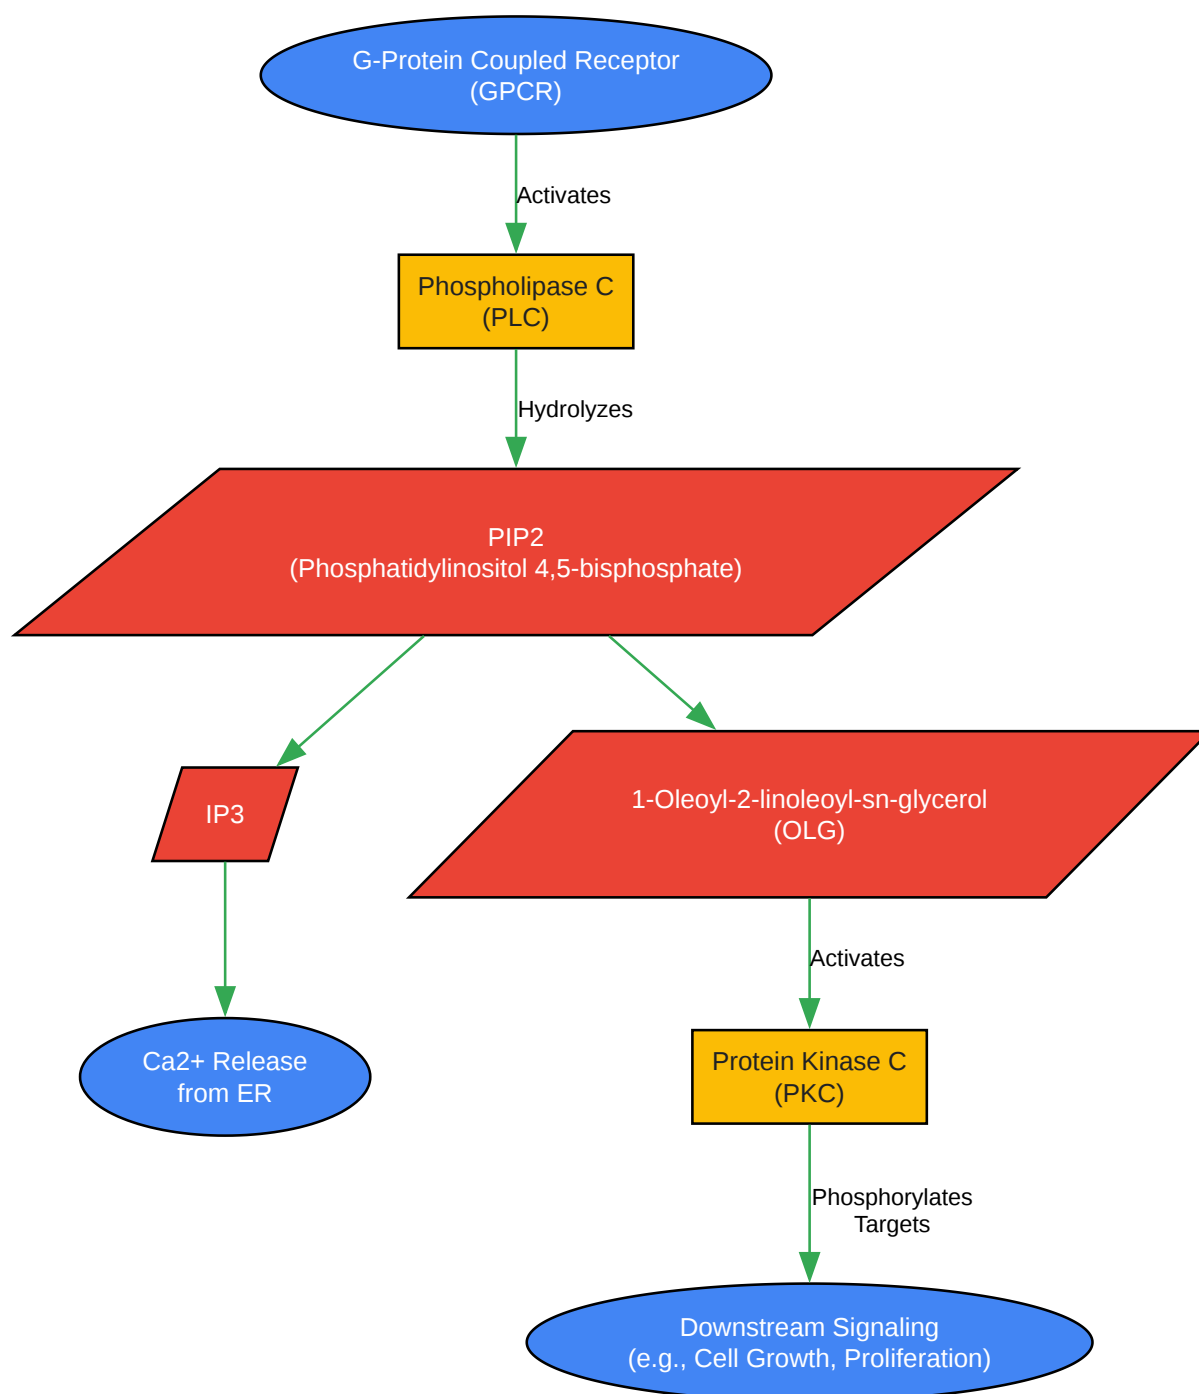 G-Protein Coupled Receptor
(GPCR)
Activates
Phospholipase C
(PLC)
Hydrolyzes
PIP2
(Phosphatidylinositol 4,5-bisphosphate)
IP3
1-Oleoyl-2-linoleoyl-sn-glycerol
(OLG)
Activates
Ca2+ Release
from ER
Protein Kinase C
(PKC)
Phosphorylates
Targets
Downstream Signaling
(e.g., Cell Growth, Proliferation)